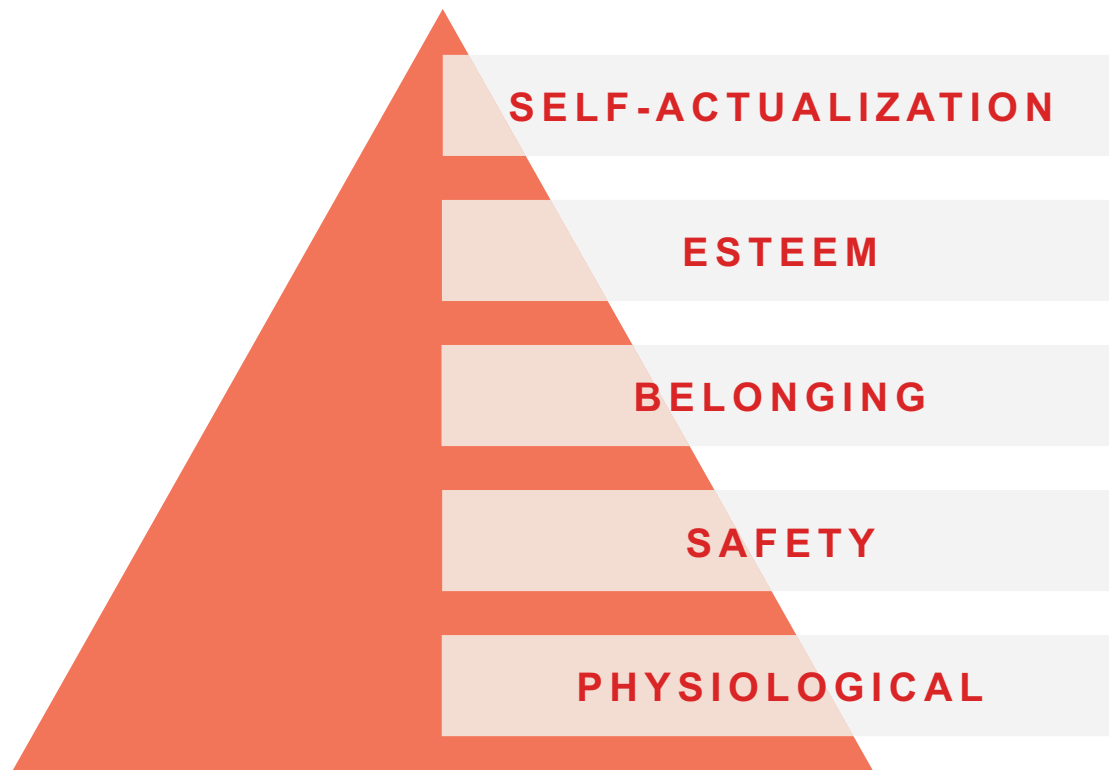 SELF-ACTUALIZATION
ESTEEM
BELONGING
SAFETY
PHYSIOLOGICAL